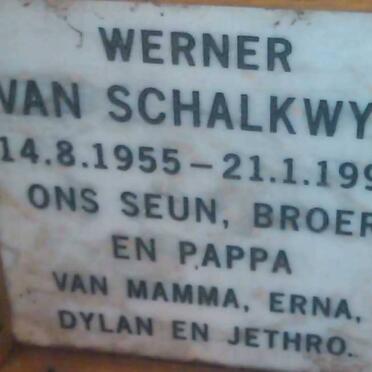 WERNER
VAN SCHALKWY
14.8.1955 – 21.1.199
ONS SEUN, BROER
EN PAPPA
VAN MAMMA, ERNA,
DYLAN EN JETHRO.